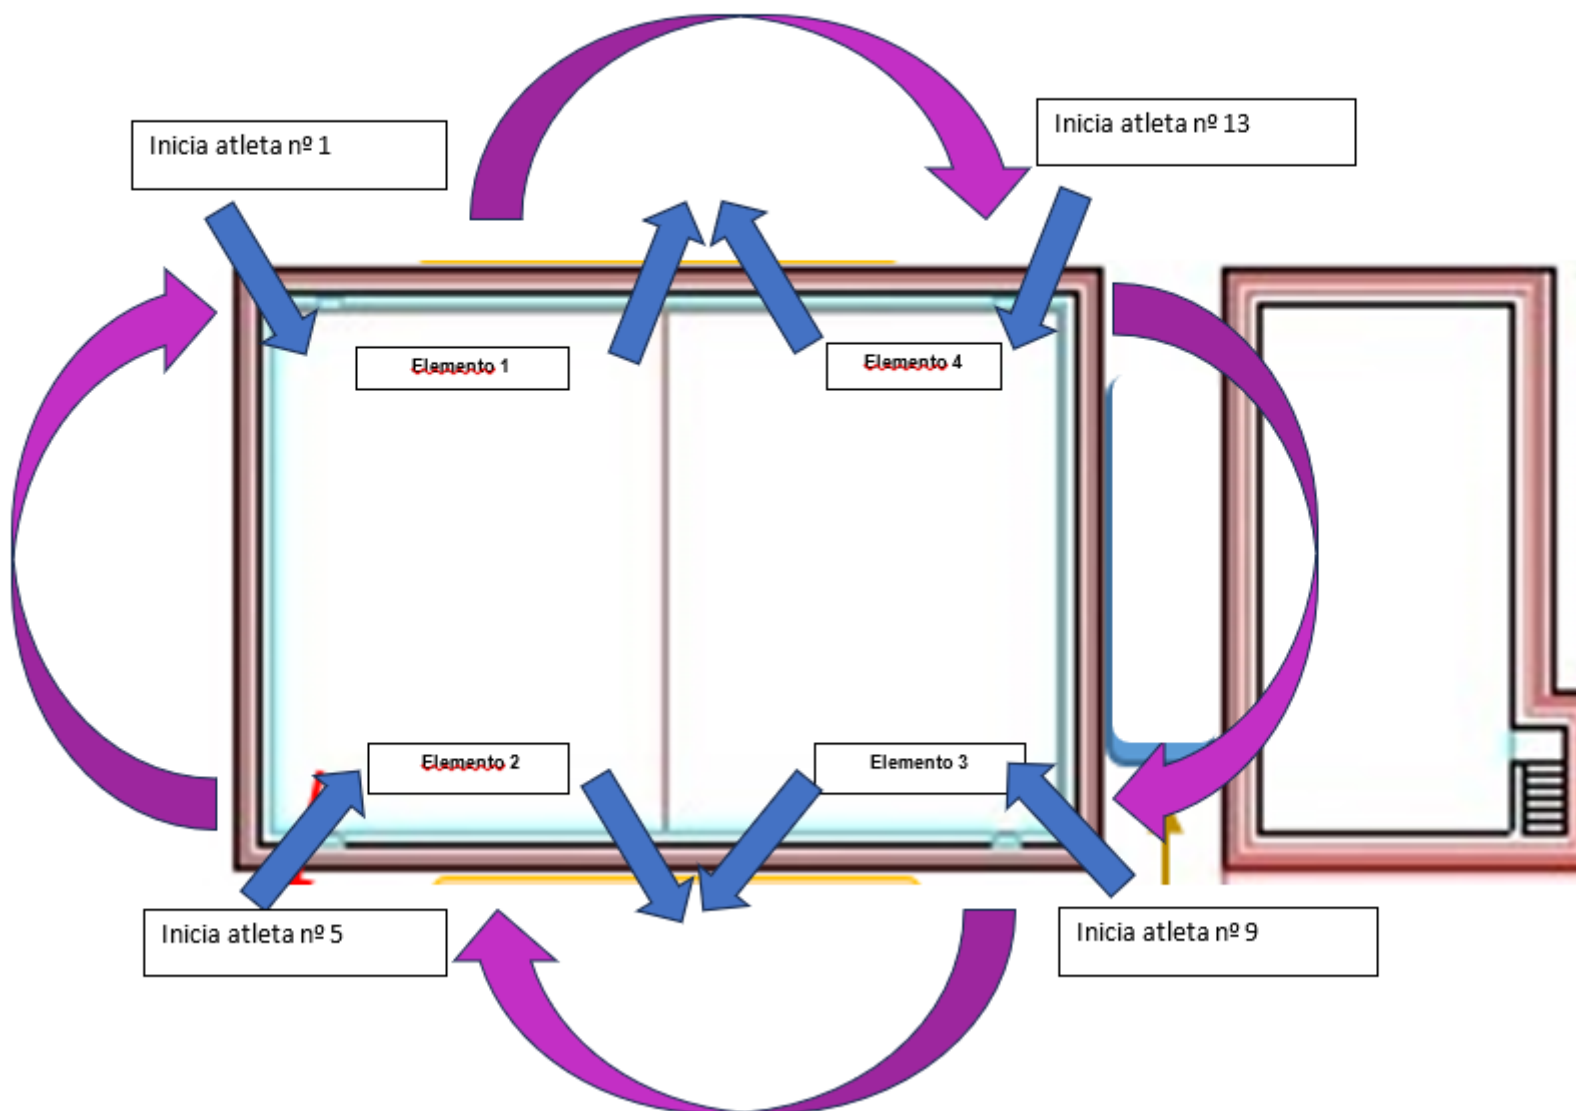 Inicia atleta nº 1
Inicia atleta nº 13
Elemento 1
Elemento 4
Elemento 2
Elemento 3
Inicia atleta nº 5
Inicia atleta nº 9